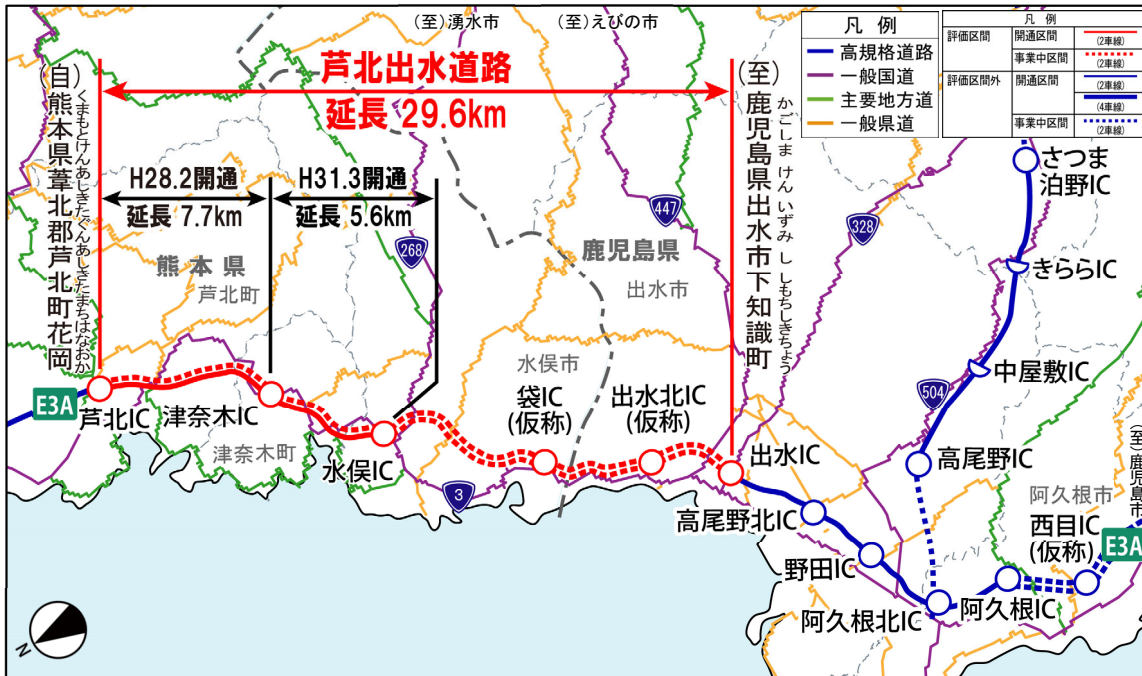 (至)湧水市
(至)えびの市
芦北出水道路
延長 29.6km
(自)熊本県葦北郡芦北町花岡
くまもとけんあしきたぐんあしきたまちはなおか
(至)鹿児島県出水市下知識町
かごしま けん いずみ し しもちしきちょう
H28.2開通
延長 7.7km
H31.3開通
延長 5.6km
凡 例
高規格道路
一般国道
主要地方道
一般県道
凡 例
評価区間
開通区間
(2車線)
事業中区間
(2車線)
評価区間外
開通区間
(2車線)
(4車線)
事業中区間
(2車線)
268
447
328
504
3
熊本県
芦北町
鹿児島県
出水市
水俣市
津奈木町
阿久根市
E3A
芦北IC
津奈木IC
水俣IC
袋IC
(仮称)
出水北IC
(仮称)
出水IC
高尾野北IC
野田IC
阿久根北IC
阿久根IC
西目IC
(仮称)
E3A
(至)鹿児島市
さつま
泊野IC
きららIC
中屋敷IC
高尾野IC
N